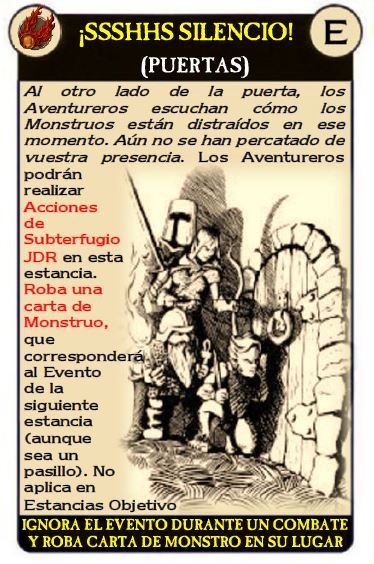 ¡SSSHHS SILENCIO!
E
(PUERTAS)
Al otro lado de la puerta, los
Aventureros escuchan cómo los
Monstruos están distraídos en ese
momento. Aún no se han percatado de
vuestra presencia. Los Aventureros
podrán
realizar
Acciones
de
Subterfugio
JDR en esta
estancia.
Roba una
carta de
Monstruo,
que
corresponderá
al Evento
de la
siguiente
estancia
(aunque
sea un
pasillo). No
aplica en
Estancias Objetivo
IGNORA EL EVENTO DURANTE UN COMBATE
Y ROBA CARTA DE MONSTRO EN SU LUGAR